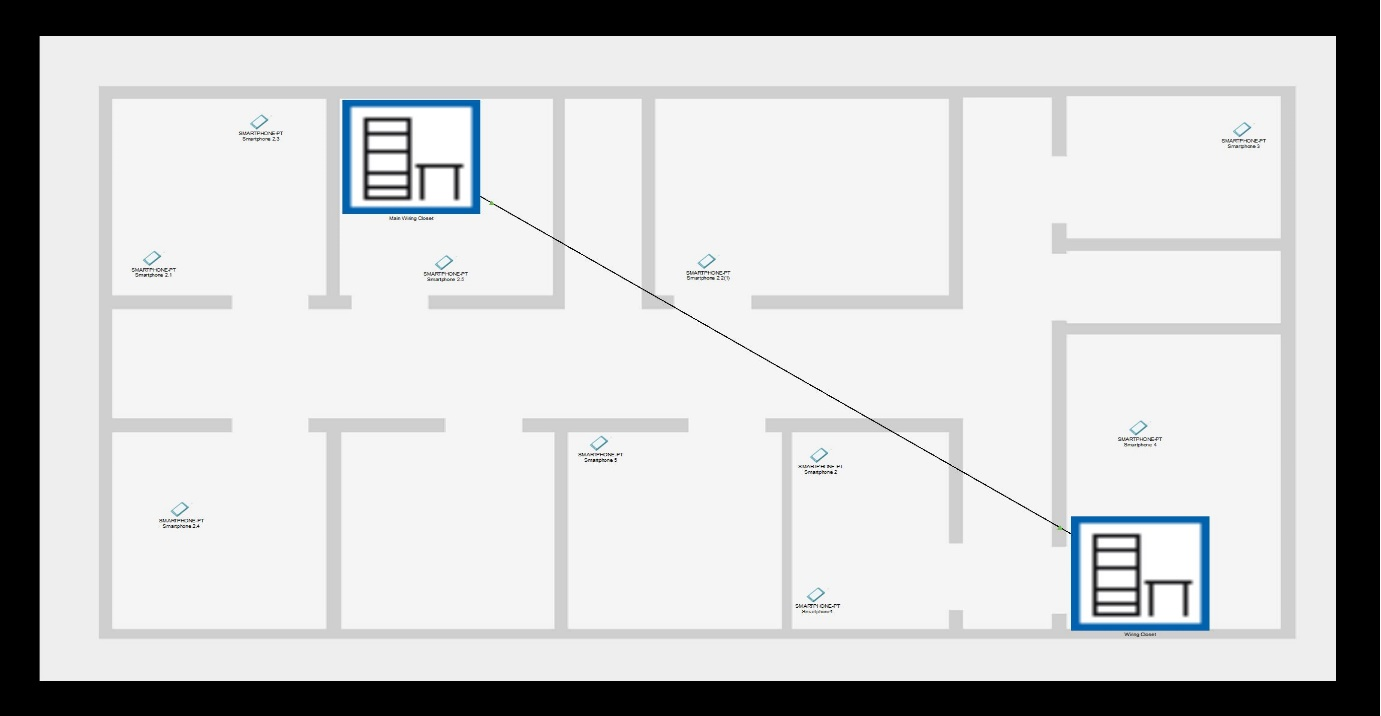 SMARTPHONE-PT
Smartphone 2.3
Main Wiring Closet
SMARTPHONE-PT
Smartphone 3
SMARTPHONE-PT
Smartphone 2.1
SMARTPHONE-PT
Smartphone 2.5
SMARTPHONE-PT
Smartphone 2.2(1)
SMARTPHONE-PT
Smartphone 4
SMARTPHONE-PT
Smartphone 5
SMARTPHONE-PT
Smartphone 2
SMARTPHONE-PT
Smartphone 2.4
SMARTPHONE-PT
Wiring Closet